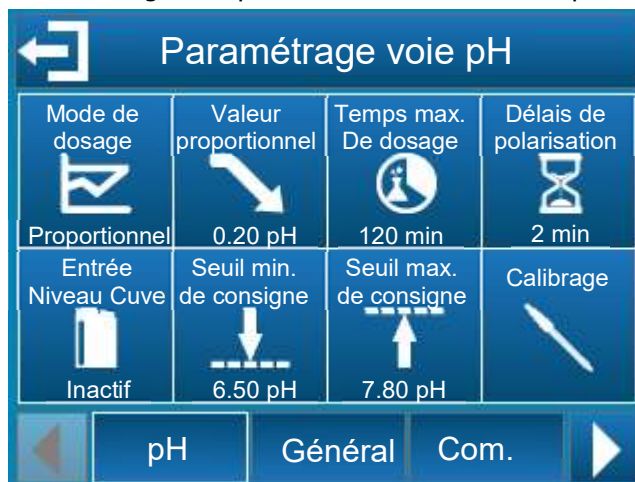 Paramétrage voie pH
Mode de
dosage
Proportionnel
Valeur
proportionnel
0.20 pH
Temps max.
De dosage
120 min
Délais de
polarisation
2 min
Entrée
Niveau Cuve
Inactif
Seuil min.
de consigne
6.50 pH
Seuil max.
de consigne
7.80 pH
Calibrage
pH
Général
Com.